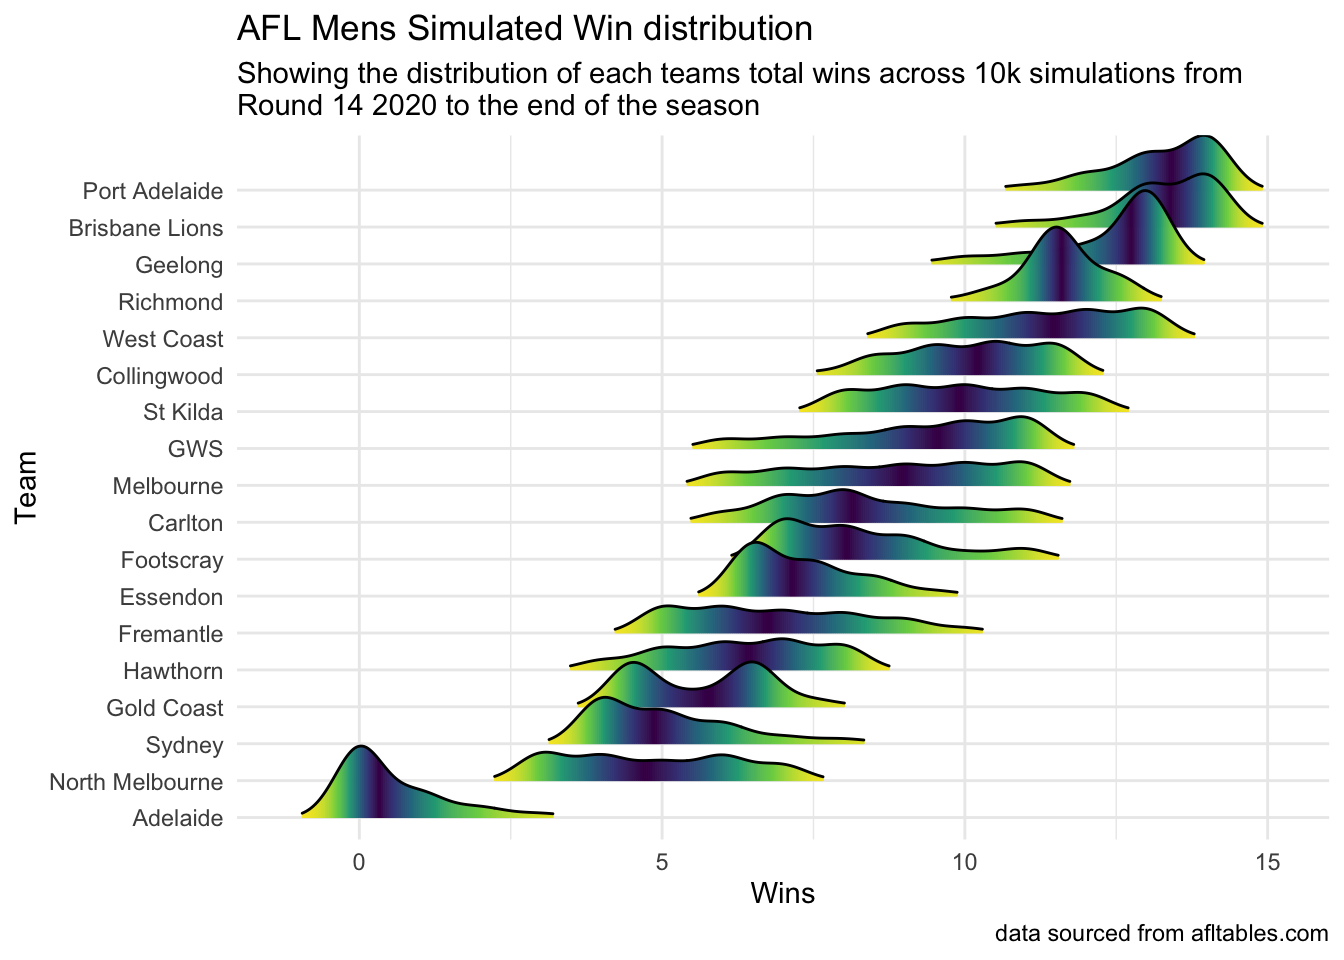 AFL Mens Simulated Win distribution
Showing the distribution of each teams total wins across 10k simulations from
Round 14 2020 to the end of the season
Team
Port Adelaide
Brisbane Lions
Geelong
Richmond
West Coast
Collingwood
St Kilda
GWS
Melbourne
Carlton
Footscray
Essendon
Fremantle
Hawthorn
Gold Coast
Sydney
North Melbourne
Adelaide
0 5 10 15
Wins
data sourced from afltables.com